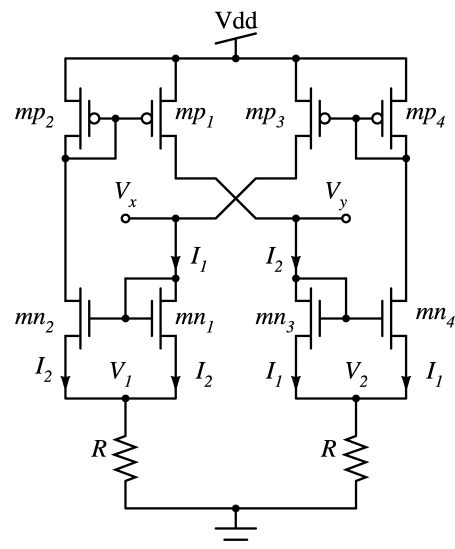 Vdd
mp2 mp1 mp3 mp4
Vx Vy
I1 I2
mn2 mn1 mn3 mn4
I2 V1 I2 I1 V2 I1
R R